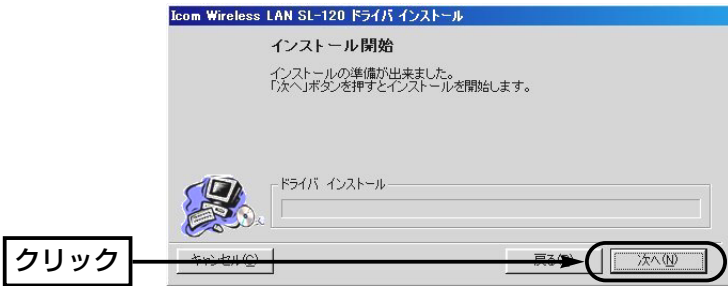 Icom Wireless LAN SL-120 ドライバ インストール
インストール開始
インストールの準備が出来ました。
「次へ」ボタンを押すとインストールを開始します。
ドライバ インストール
クリック
キャンセル(C)
次へ(N)